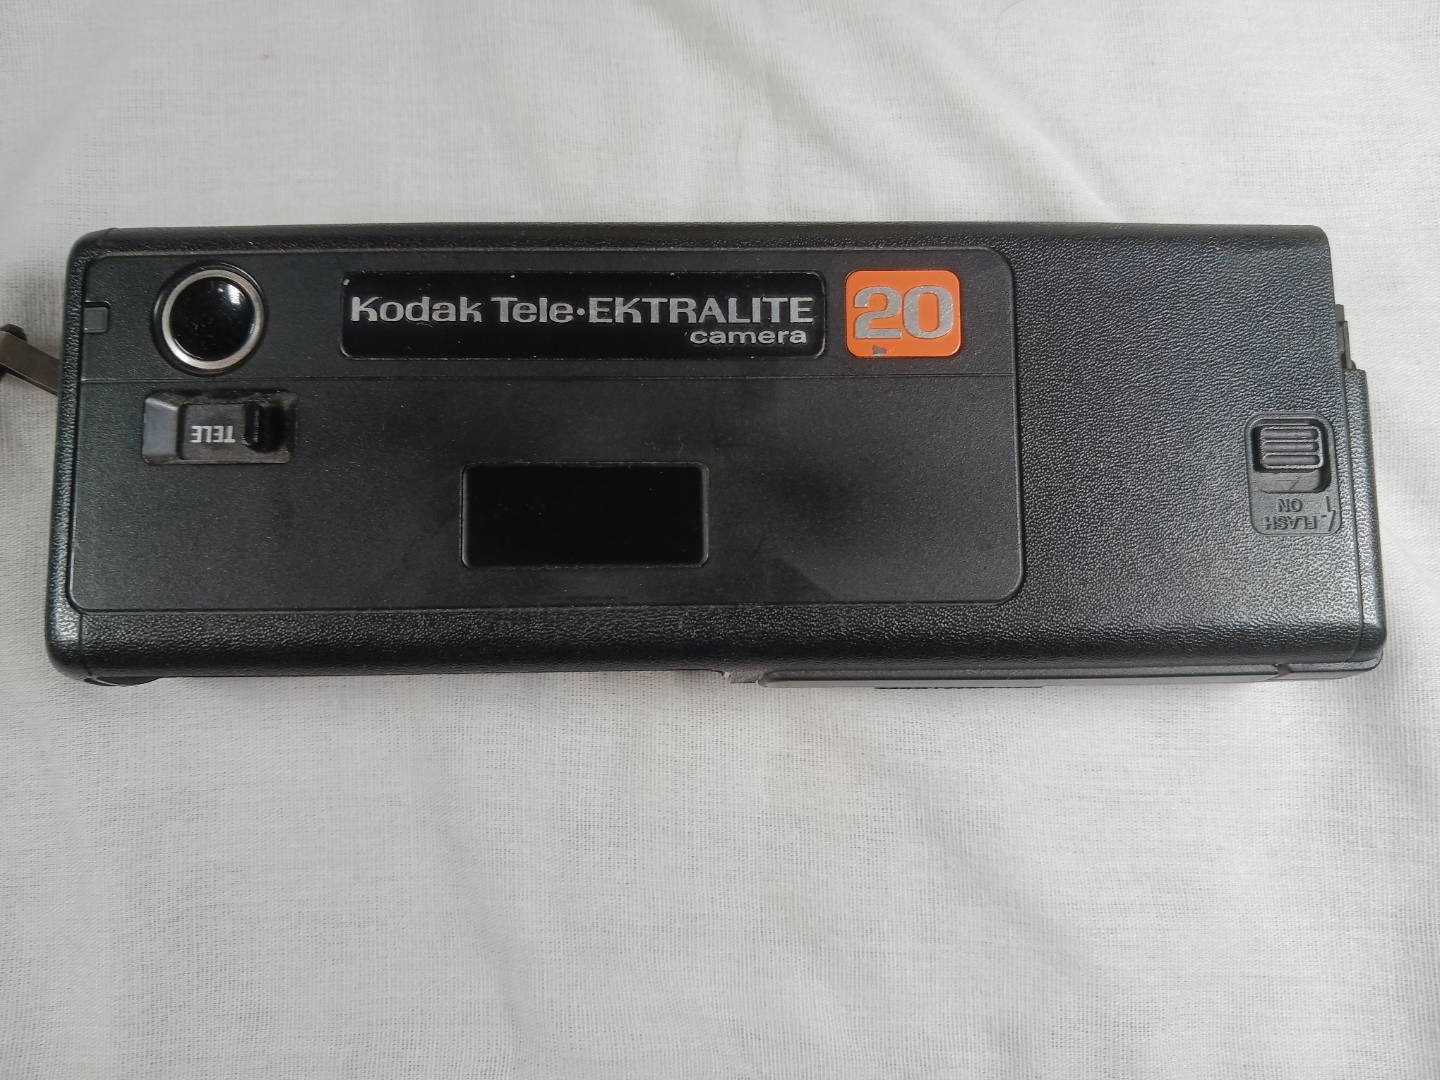 Kodak Tele·EKTRALITE
camera
20
TELE
FLASH
ON